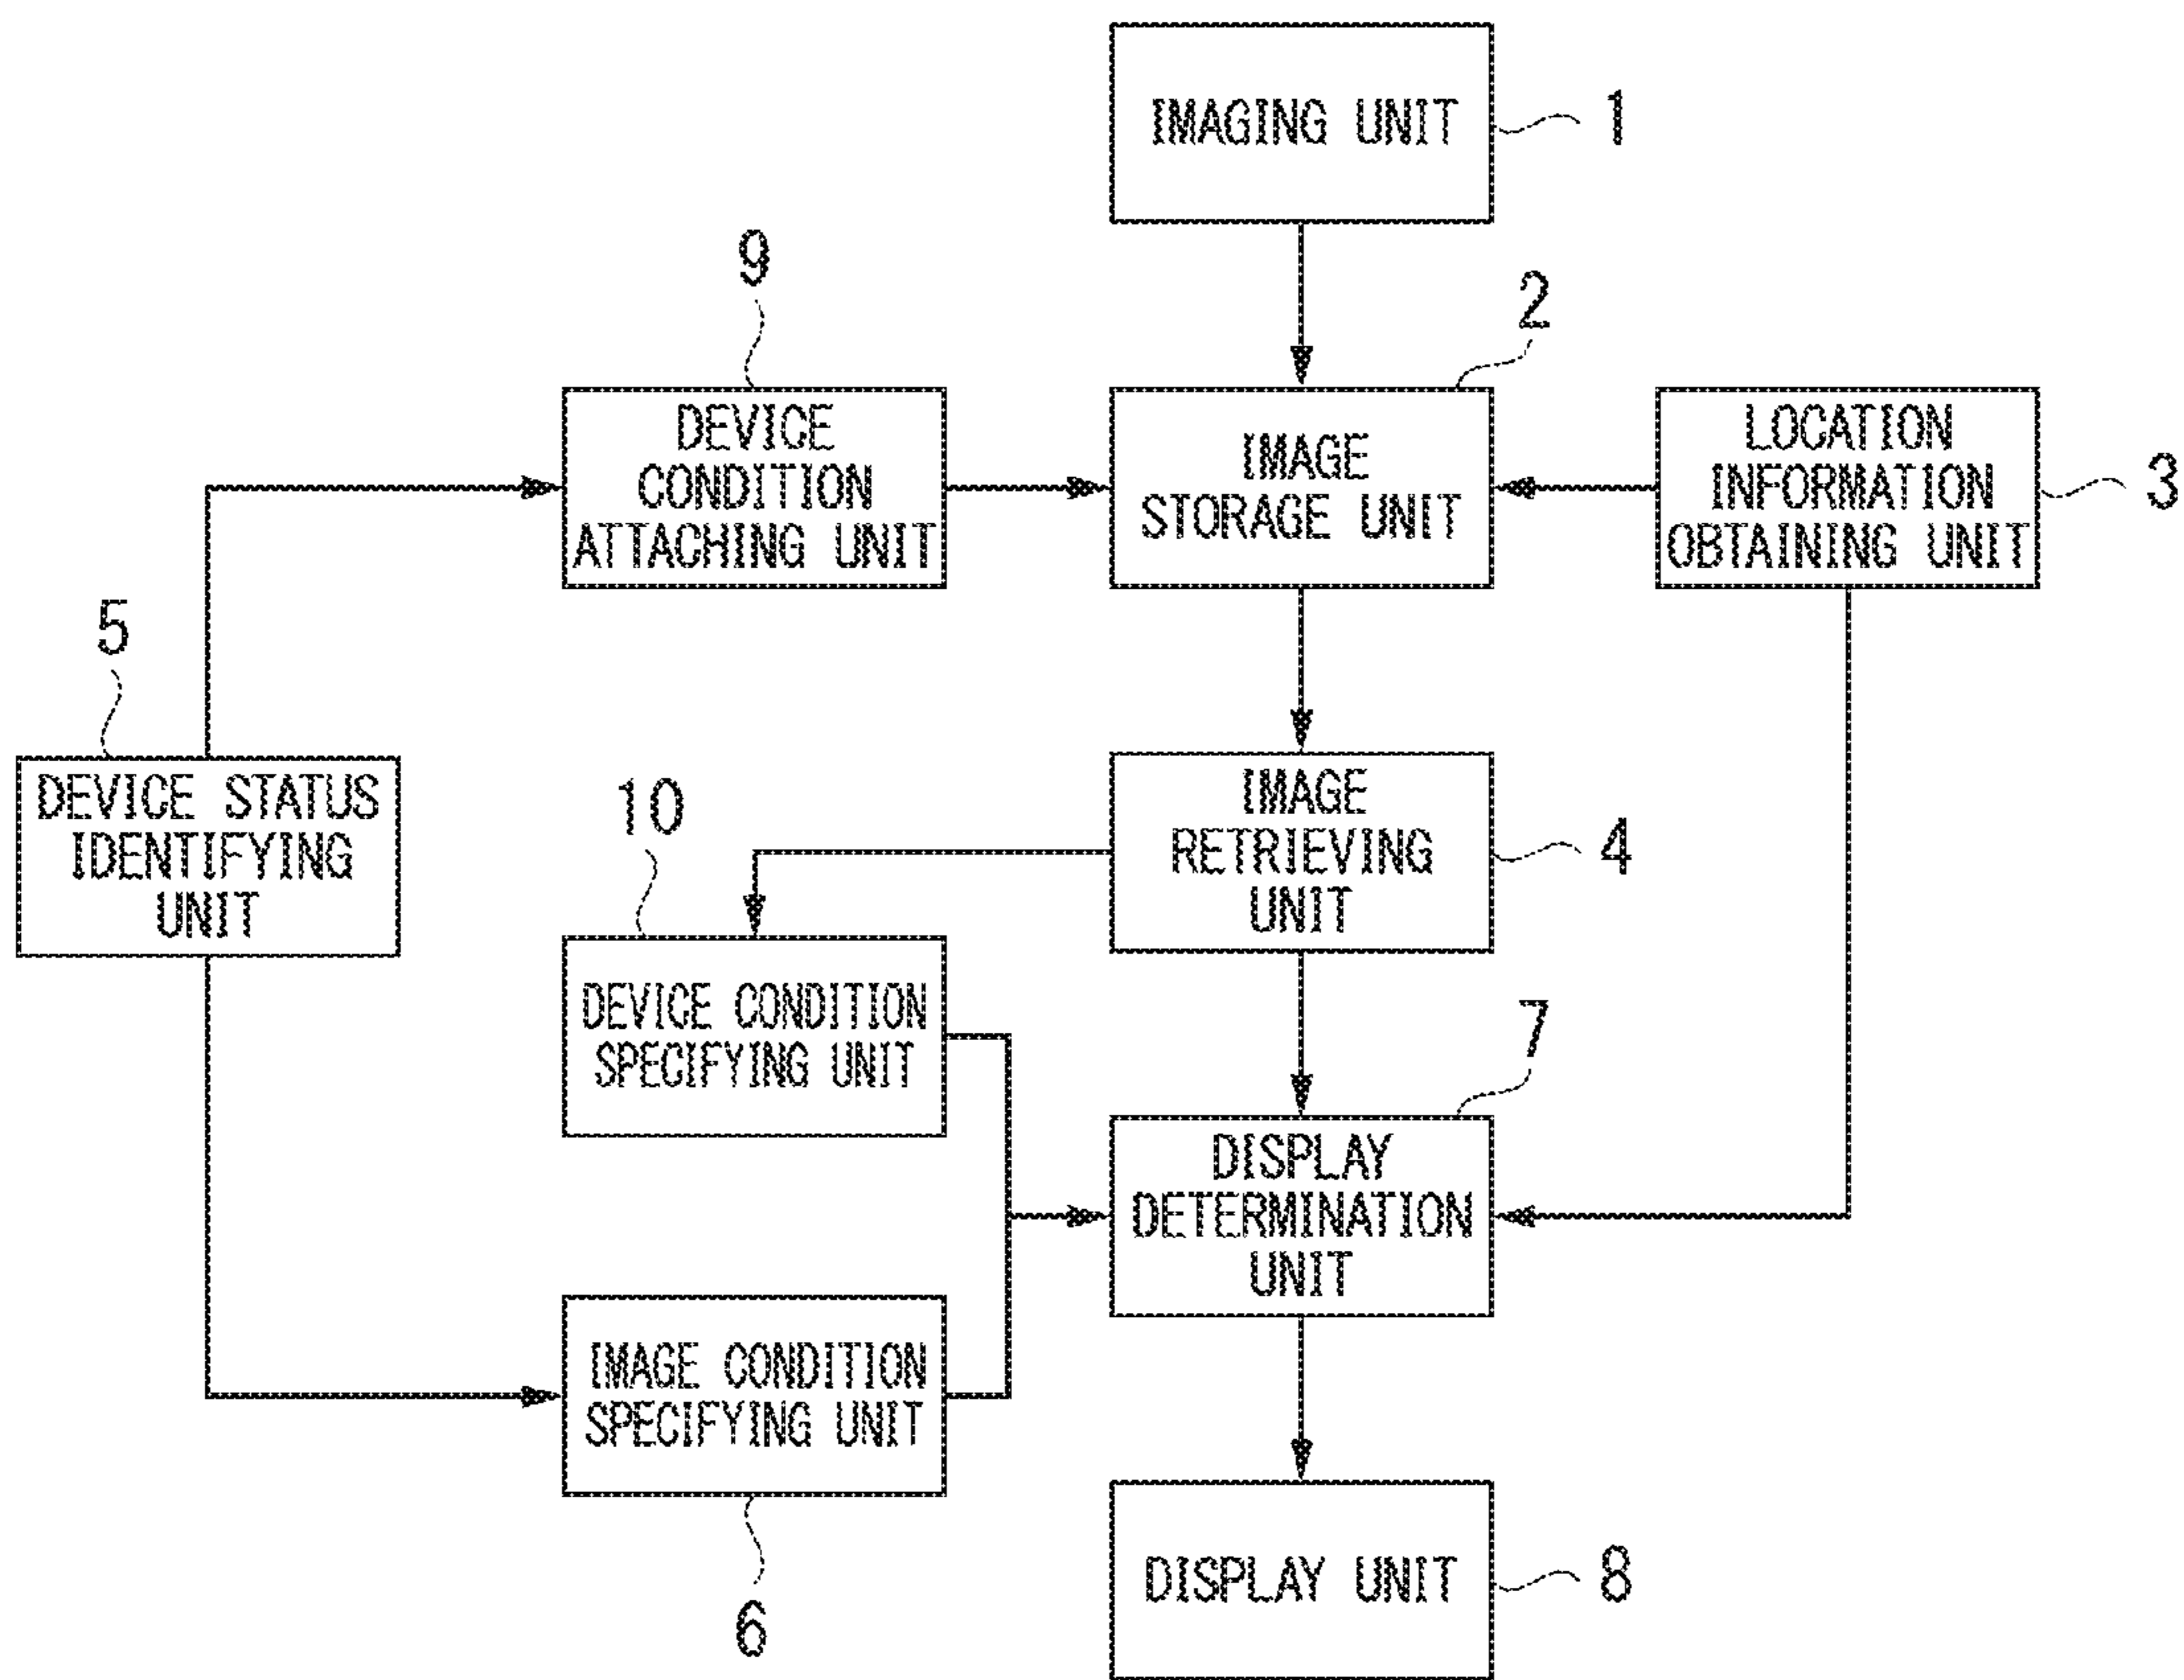 IMAGING UNIT
1
9
DEVICE
CONDITION
ATTACHING UNIT
2
IMAGE
STORAGE UNIT
LOCATION
INFORMATION
OBTAINING UNIT
3
5
DEVICE STATUS
IDENTIFYING
UNIT
10
IMAGE
RETRIEVING
UNIT
4
DEVICE CONDITION
SPECIFYING UNIT
7
DISPLAY
DETERMINATION
UNIT
IMAGE CONDITION
SPECIFYING UNIT
6
DISPLAY UNIT
8